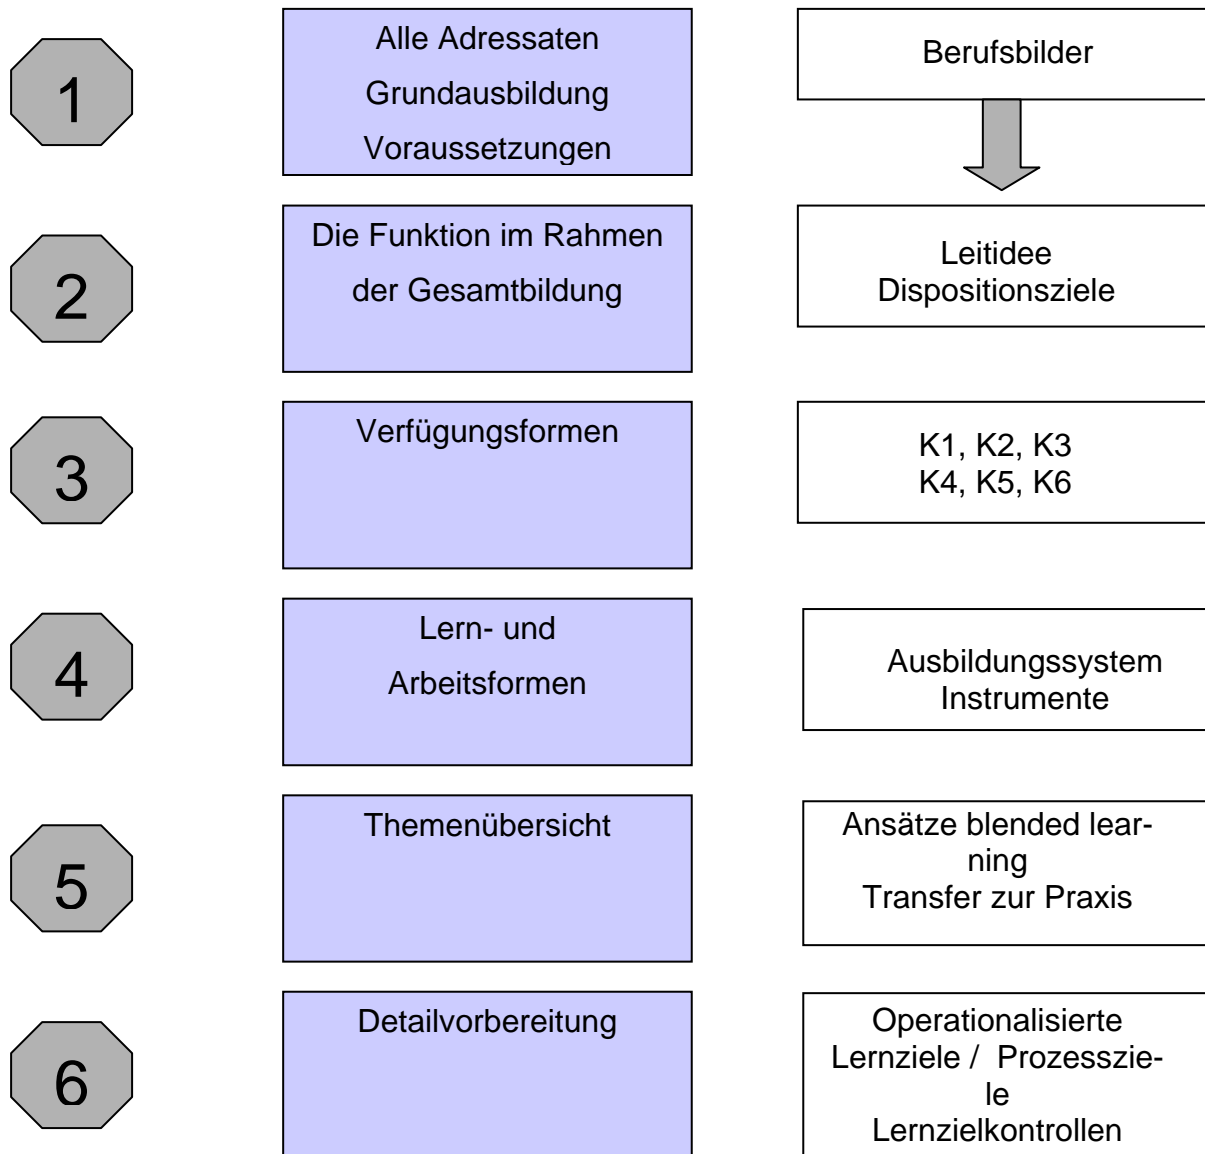 1
Alle Adressaten
Grundausbildung
Voraussetzungen
Berufsbilder
2
Die Funktion im Rahmen
der Gesamtbildung
Leitidee
Dispositionsziele
3
Verfügungsformen
K1, K2, K3
K4, K5, K6
4
Lern- und
Arbeitsformen
Ausbildungssystem
Instrumente
5
Themenübersicht
Ansätze blended lear-
ning
Transfer zur Praxis
6
Detailvorbereitung
Operationalisierte
Lernziele / Prozesszie-
le
Lernzielkontrollen